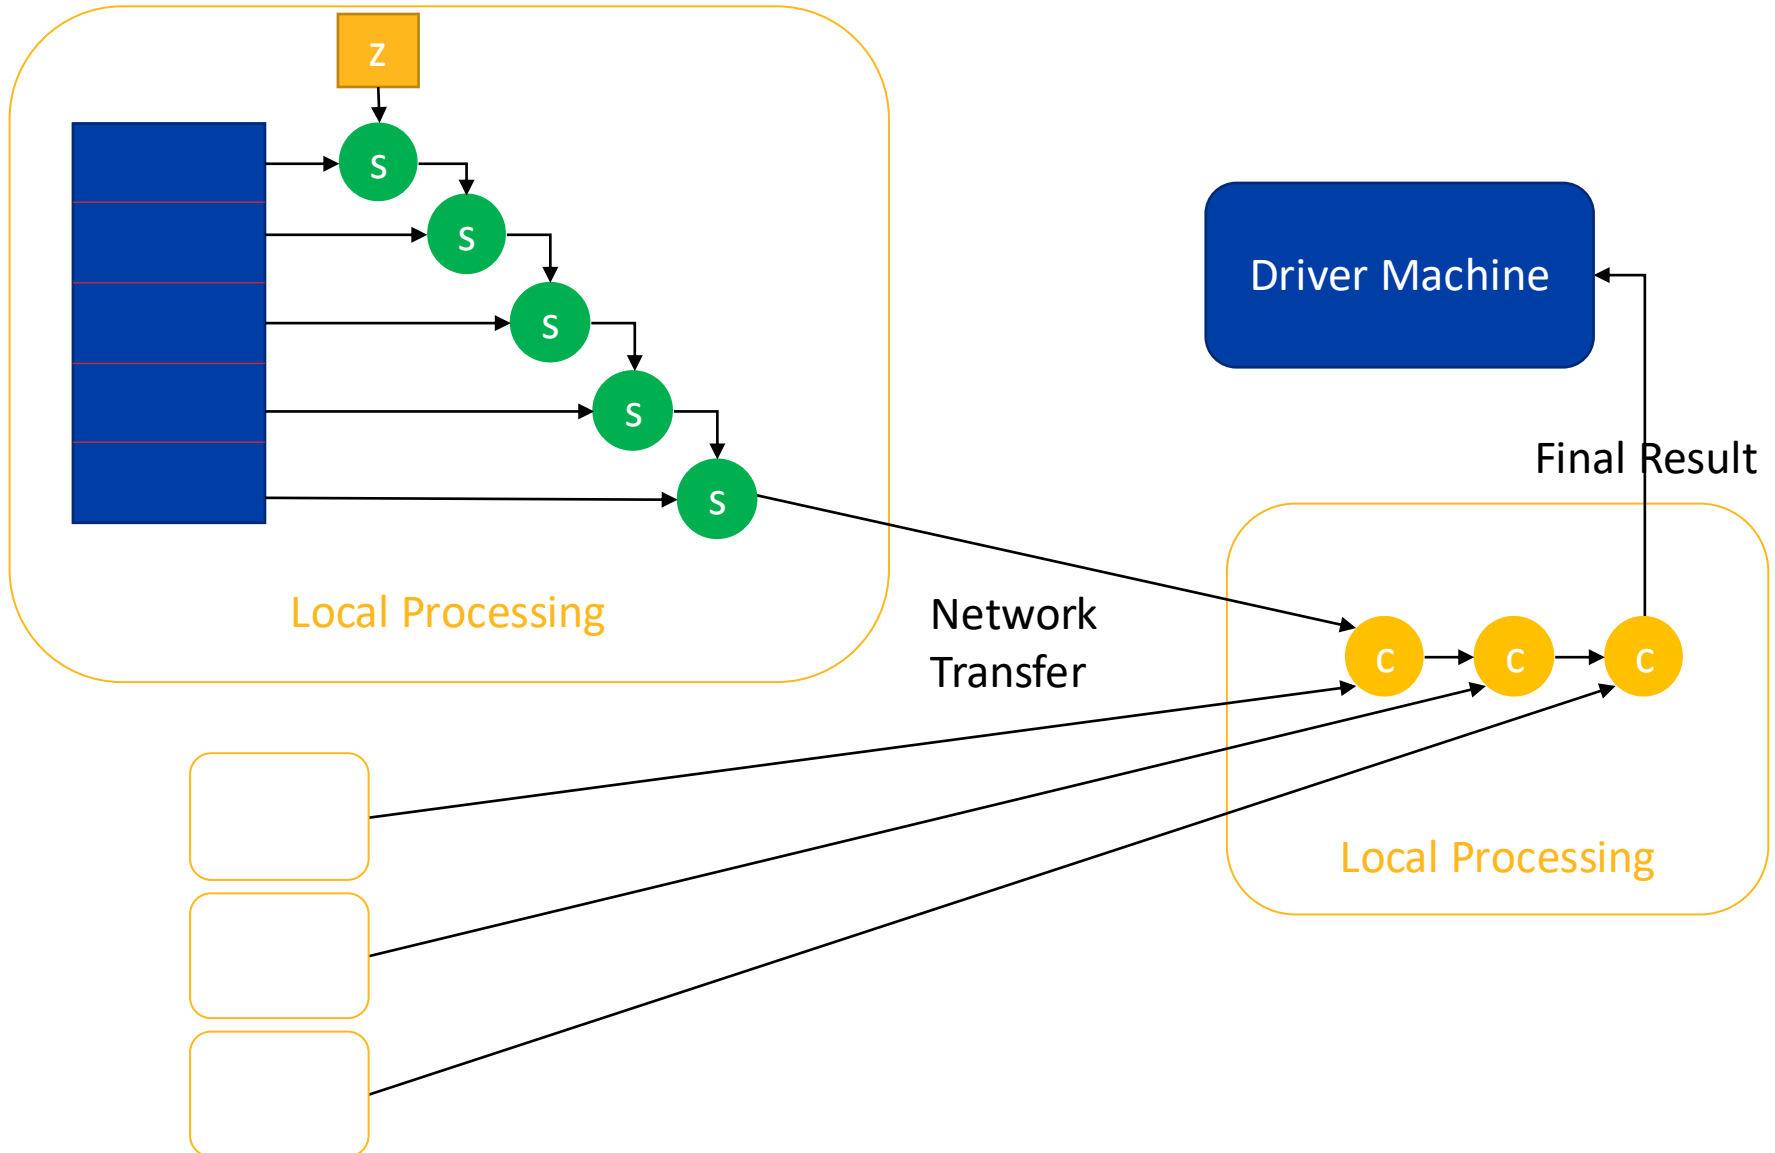 z
s
s
s
s
s
Local Processing
Driver Machine
Final Result
Network
Transfer
c c c
Local Processing